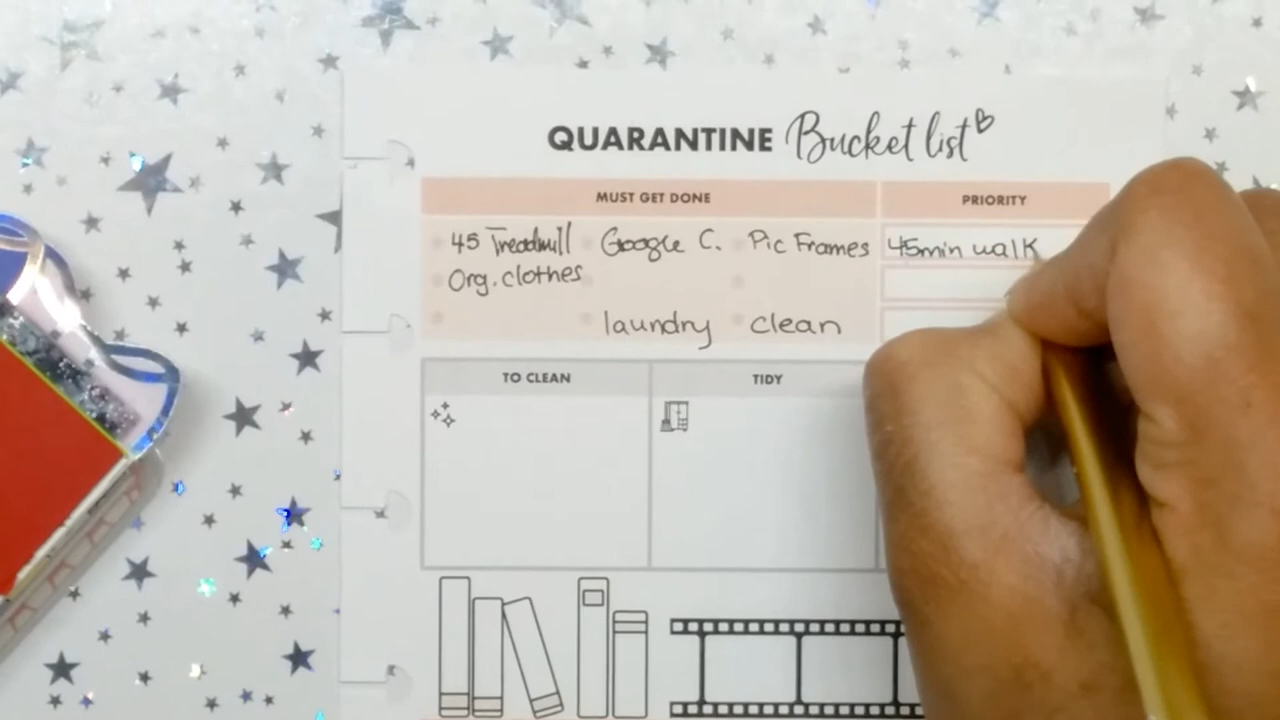 QUARANTINE Bucket list
MUST GET DONE PRIORITY
45 Treadmill Google C. Pic Frames 45min walk
Org. clothes
laundry clean
TO CLEAN TIDY